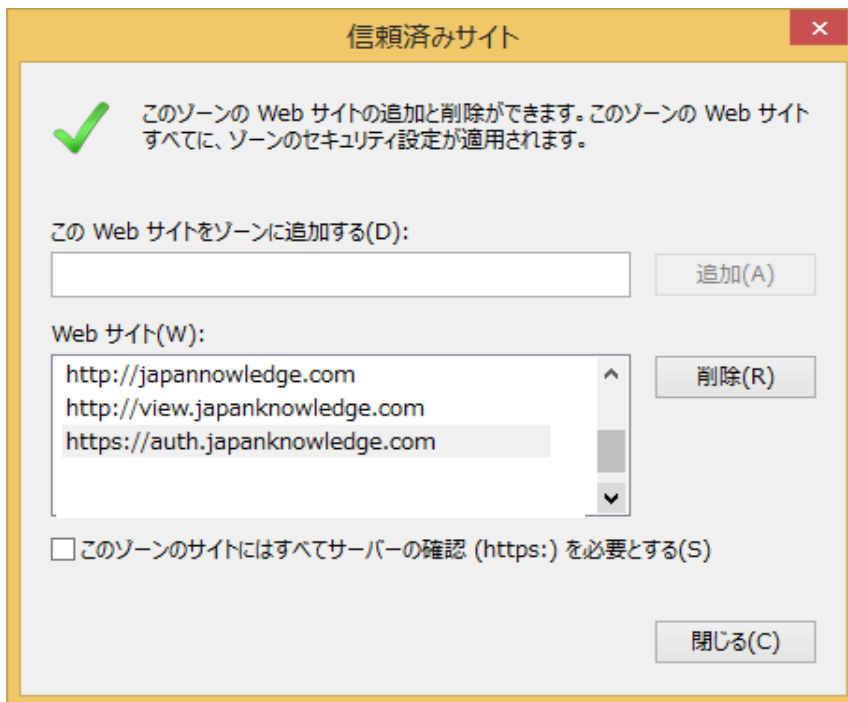 信頼済みサイト
このゾーンの Web サイトの追加と削除ができます。このゾーンの Web サイト
すべてに、ゾーンのセキュリティ設定が適用されます。
この Web サイトをゾーンに追加する(D):
追加(A)
Web サイト(W):
http://japannowledge.com
http://view.japanknowledge.com
https://auth.japanknowledge.com
削除(R)
このゾーンのサイトにはすべてサーバーの確認 (https:) を必要とする(S)
閉じる(C)